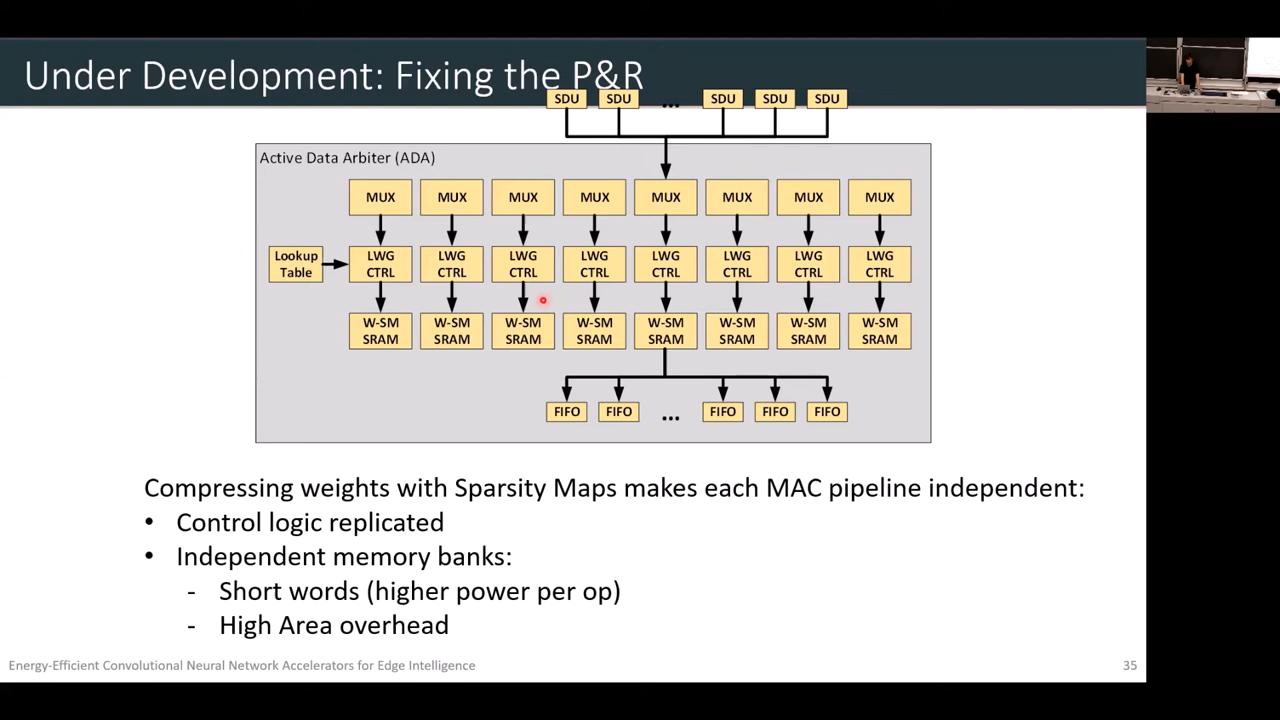 Under Development: Fixing the P&R
SDU SDU ... SDU SDU SDU
Active Data Arbiter (ADA)
MUX MUX MUX MUX MUX MUX MUX MUX
Lookup Table
LWG CTRL LWG CTRL LWG CTRL LWG CTRL LWG CTRL LWG CTRL LWG CTRL LWG CTRL
W-SM SRAM W-SM SRAM W-SM SRAM W-SM SRAM W-SM SRAM W-SM SRAM W-SM SRAM W-SM SRAM
FIFO FIFO ... FIFO FIFO FIFO
Compressing weights with Sparsity Maps makes each MAC pipeline independent:
• Control logic replicated
• Independent memory banks:
- Short words (higher power per op)
- High Area overhead
Energy-Efficient Convolutional Neural Network Accelerators for Edge Intelligence
35